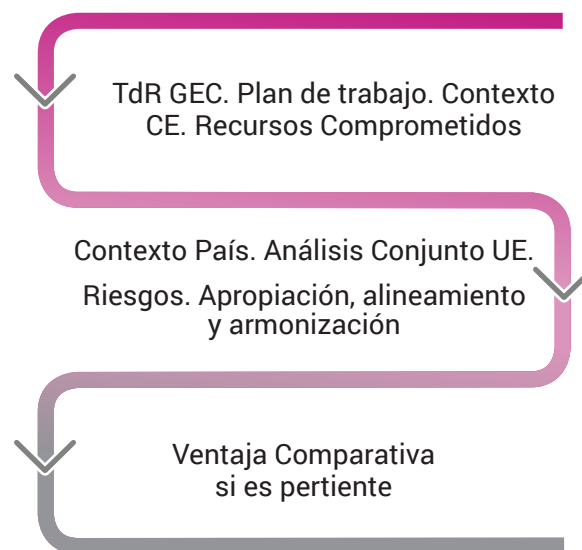 TdR GEC. Plan de trabajo. Contexto
CE. Recursos Comprometidos
Contexto País. Análisis Conjunto UE.
Riesgos. Apropiación, alineamiento
y armonización
Ventaja Comparativa
si es pertiente